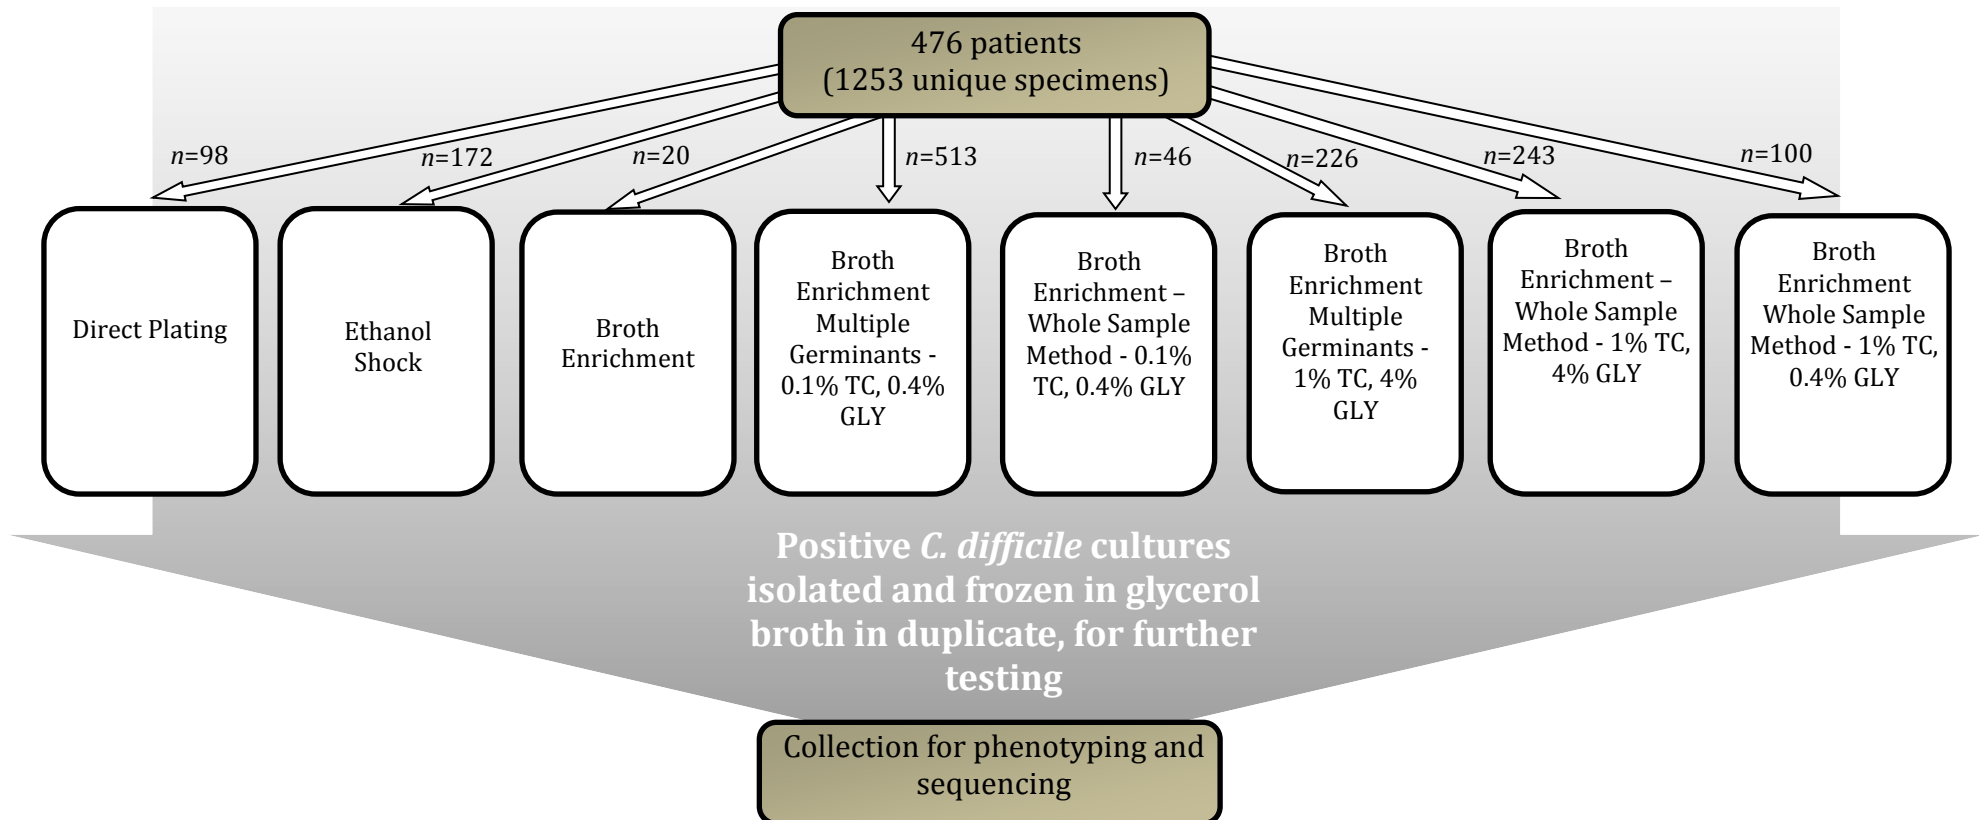 476 patients
(1253 unique specimens)
n=98
n=172
n=20
n=513
n=46
n=226
n=243
n=100
Direct Plating
Ethanol
Shock
Broth
Enrichment
Broth
Enrichment
Multiple
Germinants -
0.1% TC, 0.4%
GLY
Broth
Enrichment –
Whole Sample
Method - 0.1%
TC, 0.4% GLY
Broth
Enrichment
Multiple
Germinants -
1% TC, 4%
GLY
Broth
Enrichment –
Whole Sample
Method - 1% TC,
4% GLY
Broth
Enrichment
Whole Sample
Method - 1% TC,
0.4% GLY
Positive C. difficile cultures
isolated and frozen in glycerol
broth in duplicate, for further
testing
Collection for phenotyping and
sequencing